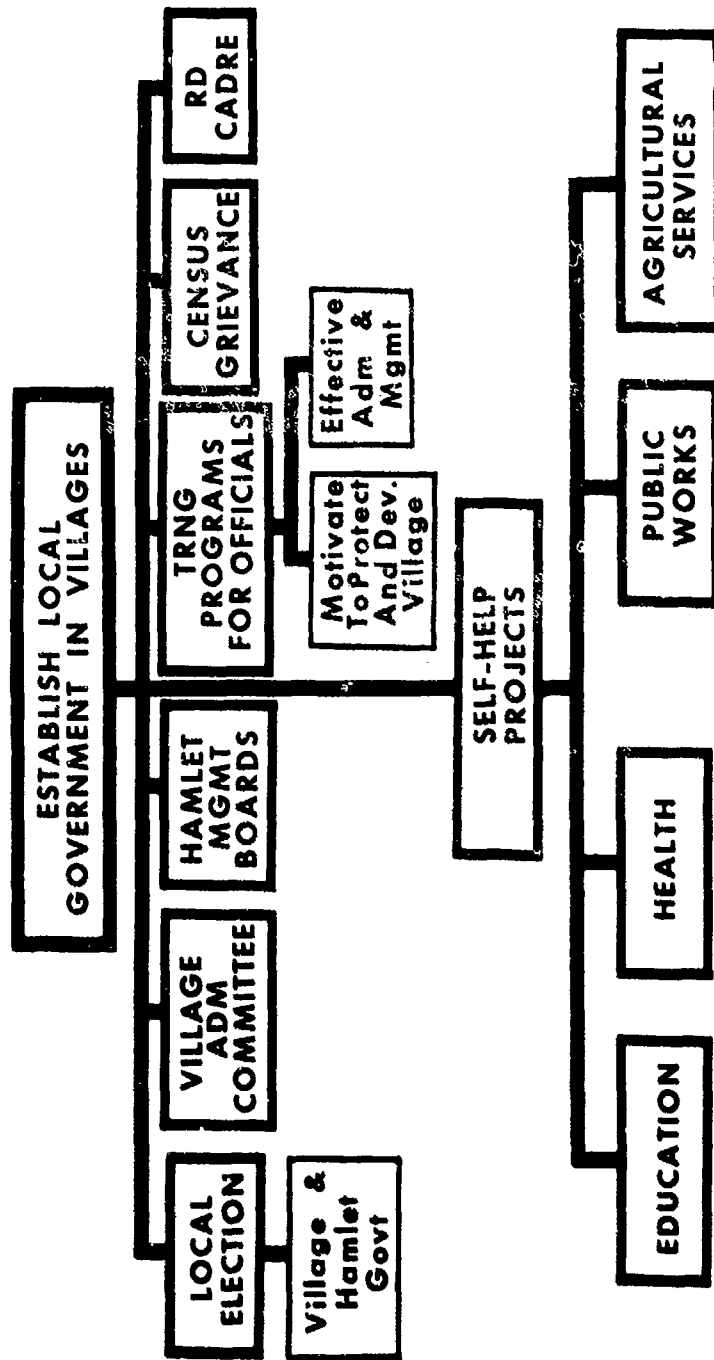 ESTABLISH LOCAL
GOVERNMENT IN VILLAGES
LOCAL
ELECTION
VILLAGE
ADM
COMMITTEE
HAMLET
MGMT
BOARDS
TRNG
PROGRAMS
FOR OFFICIALS
CENSUS
GRIEVANCE
RD
CADRE
Village &
Hamlet
Govt
Motivate
To Protect
And Dev.
Village
Effective
Adm &
Mgmt
SELF-HELP
PROJECTS
EDUCATION
HEALTH
PUBLIC
WORKS
AGRICULTURAL
SERVICES